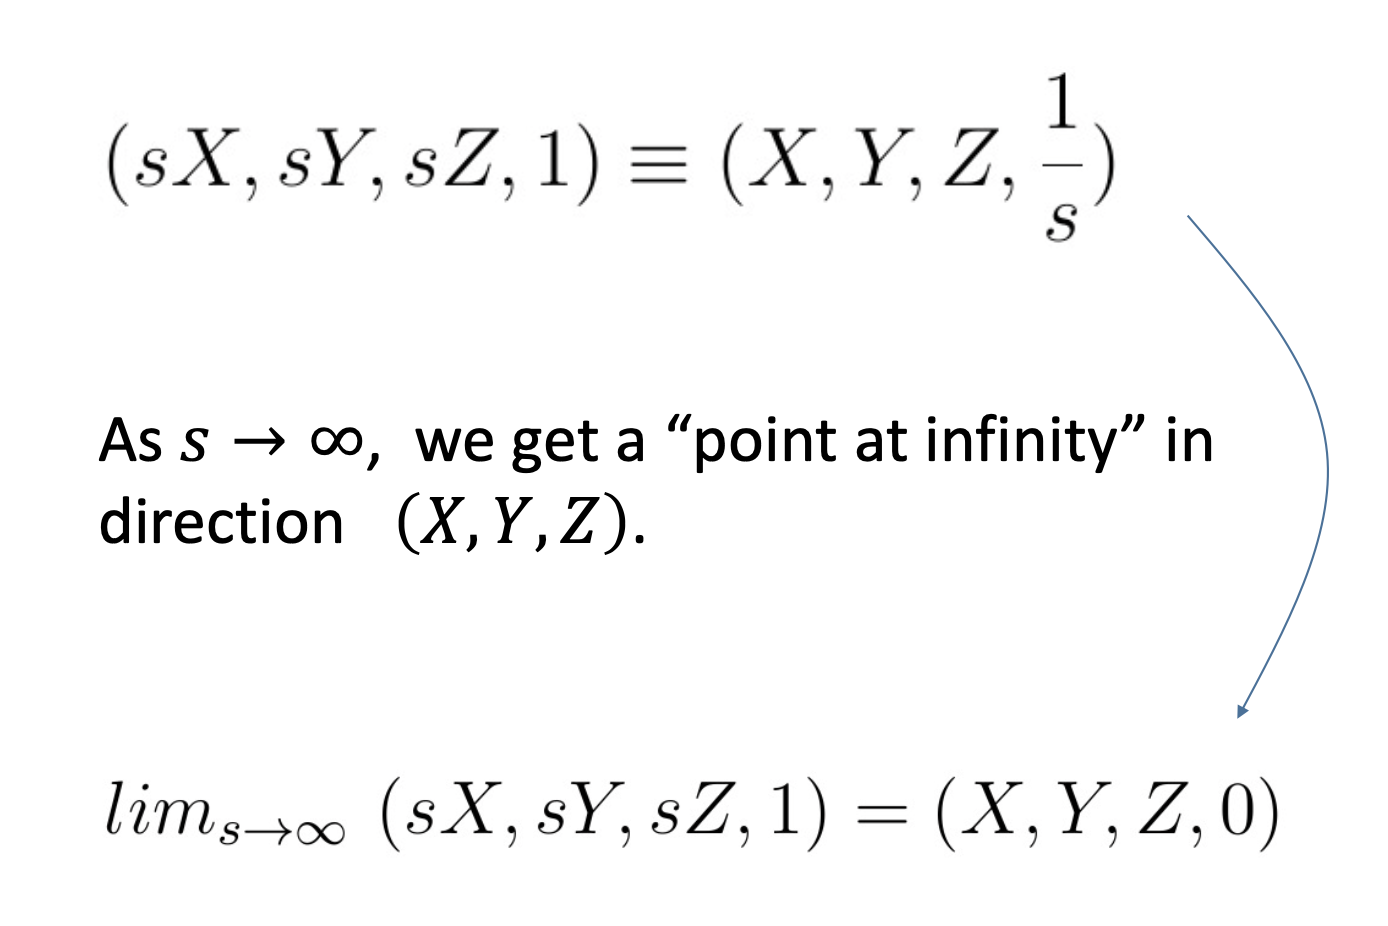 (sX, sY, sZ, 1) ≡ (X, Y, Z, 1/s)
As s → ∞, we get a “point at infinity” in
direction (X, Y, Z).
lim_{s→∞} (sX, sY, sZ, 1) = (X, Y, Z, 0)